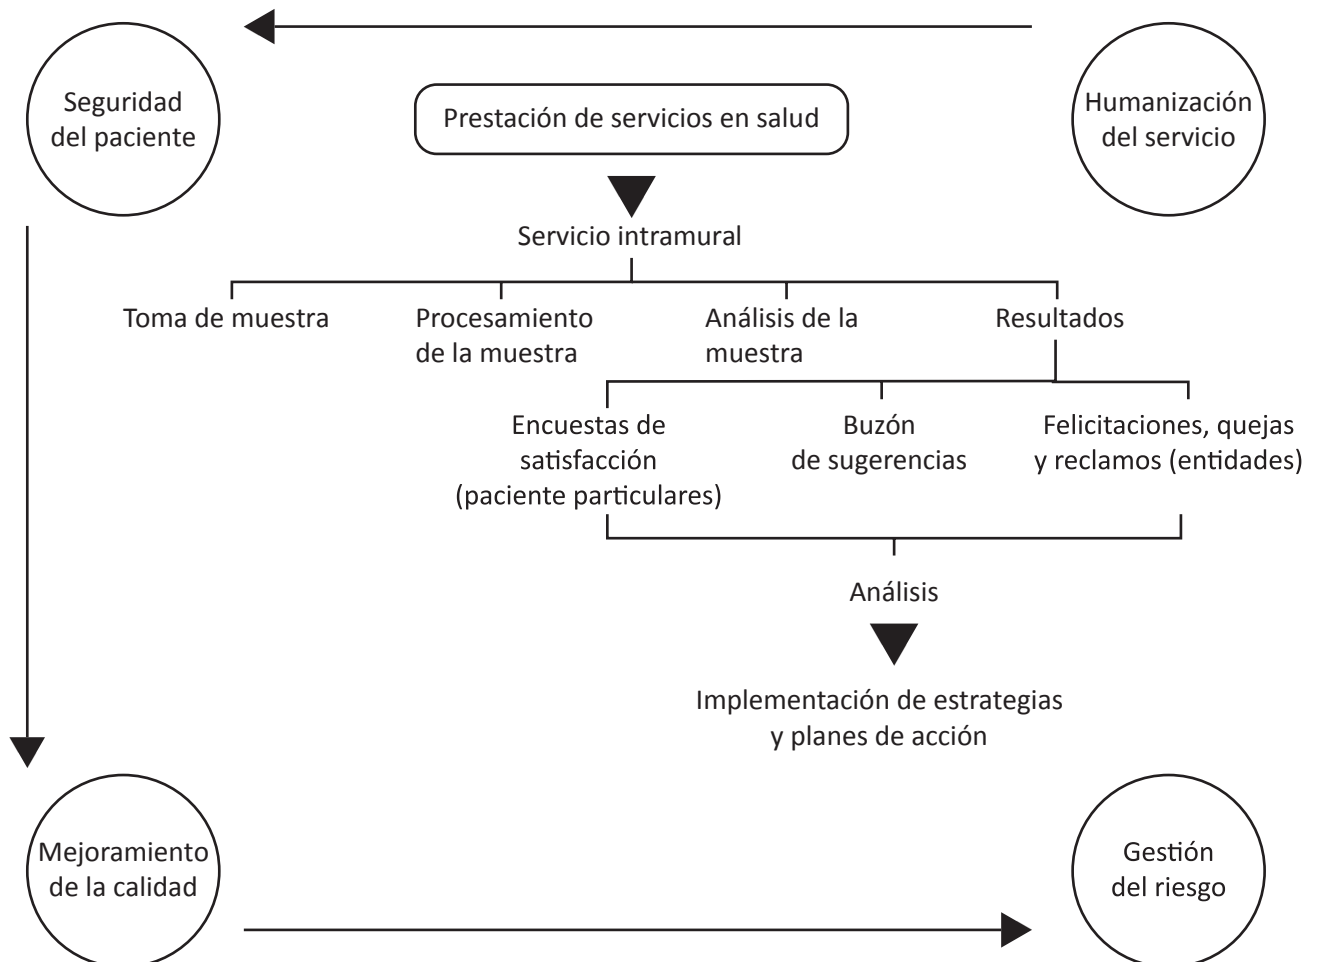 Seguridad
del paciente
Prestación de servicios en salud
Humanización
del servicio
Servicio intramural
Toma de muestra
Procesamiento
de la muestra
Análisis de la
muestra
Resultados
Encuestas de
satisfacción
(paciente particulares)
Buzón
de sugerencias
Felicitaciones, quejas
y reclamos (entidades)
Análisis
Implementación de estrategias
y planes de acción
Mejoramiento
de la calidad
Gestión
del riesgo